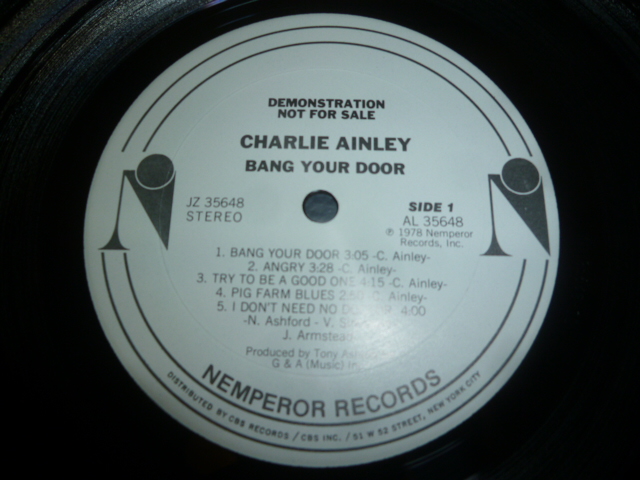 DEMONSTRATION
NOT FOR SALE
CHARLIE AINLEY
BANG YOUR DOOR
JZ 35648
STEREO
SIDE 1
AL 35648
℗ 1978 Nemperor
Records, Inc.
1. BANG YOUR DOOR 3:05 -C. Ainley-
2. ANGRY 3:28 -C. Ainley-
3. TRY TO BE A GOOD ONE 4:15 -C. Ainley-
4. PIG FARM BLUES -C. Ainley-
5. I DON'T NEED NO 4:00
-N. Ashford - V.
J. Armstead
Produced by Tony
G & A (Music)
NEMPEROR RECORDS
DISTRIBUTED BY CBS RECORDS / CBS INC. / 51 W 52 STREET, NEW YORK CITY